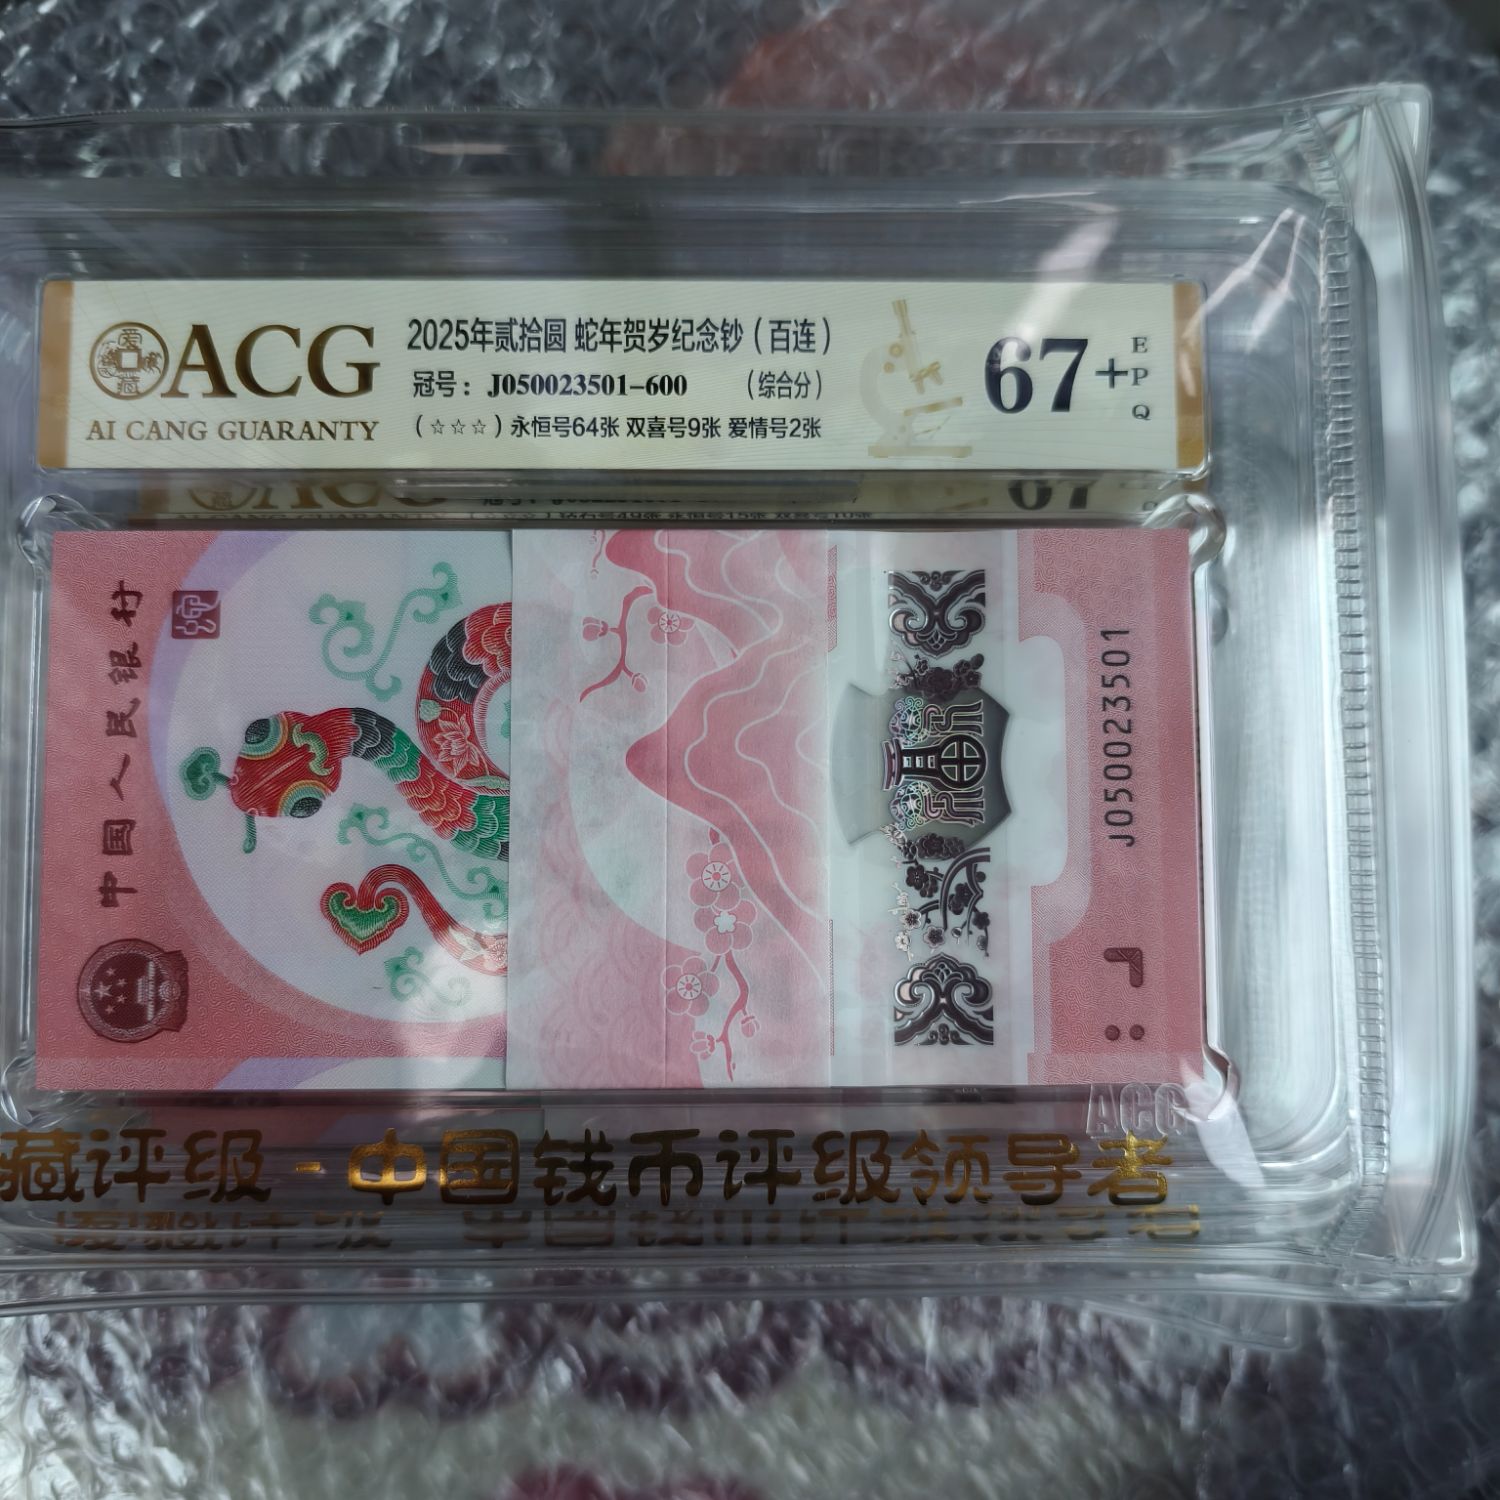 ACG
AI CANG GUARANTY
2025年贰拾圆 蛇年贺岁纪念钞（百连）
冠号：J050023501-600 （综合分）
（☆☆☆）永恒号64张 双喜号9张 爱情号2张
67+
E
P
Q
中国人民银行
J050023501
ACG
藏评级-中国钱币评级领导者